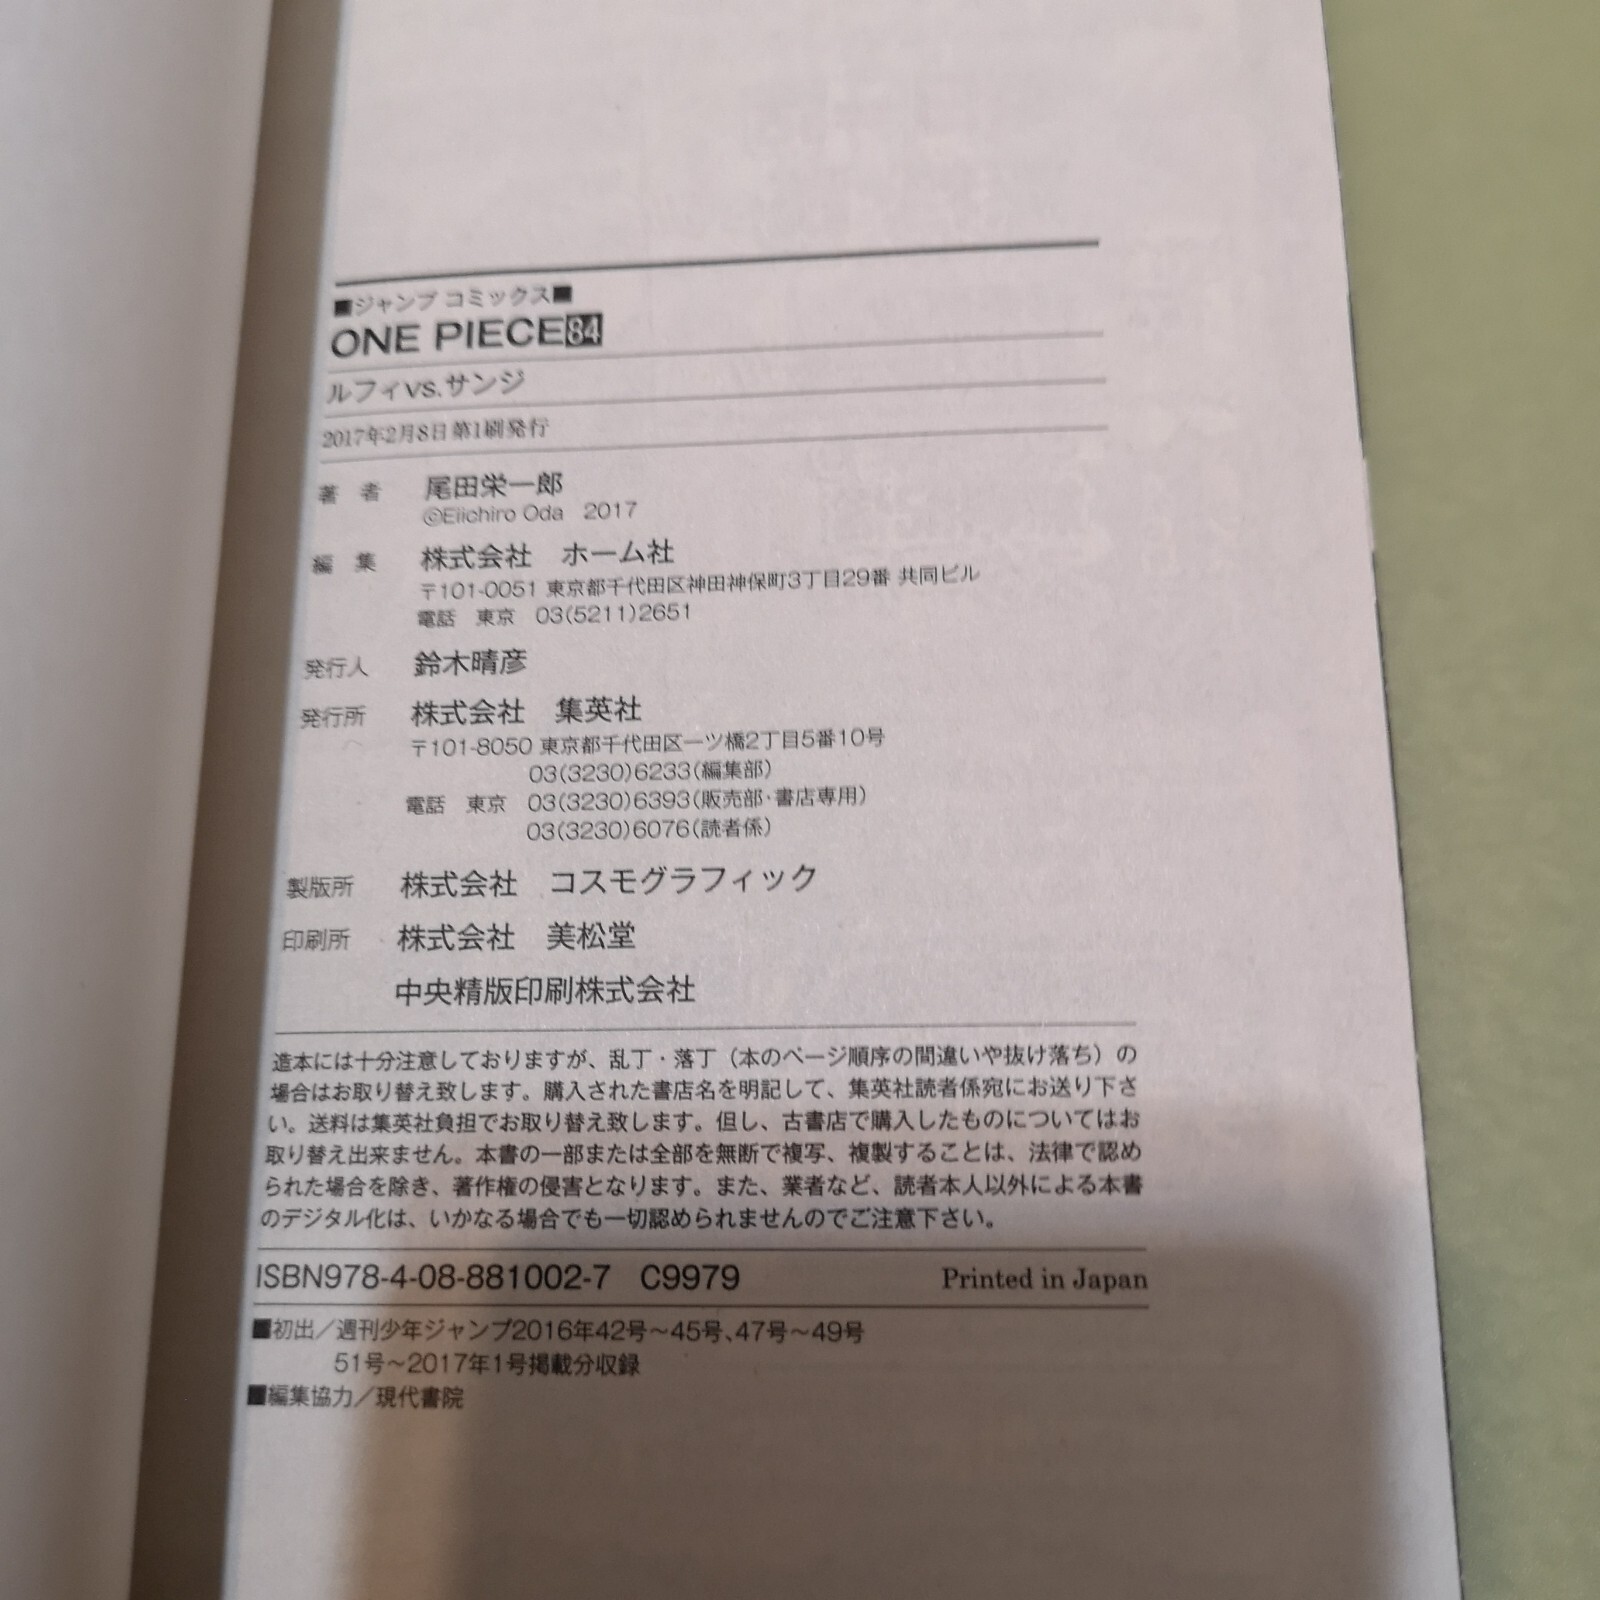 ■ジャンプ コミックス■
ONE PIECE84
ルフィvs.サンジ
2017年2月8日 第1刷発行
著 者 尾田栄一郎
©Eiichiro Oda 2017
編 集 株式会社 ホーム社
〒101-0051 東京都千代田区神田神保町3丁目29番 共同ビル
電話 東京 03(5211)2651
発行人 鈴木晴彦
発行所 株式会社 集英社
〒101-8050 東京都千代田区一ツ橋2丁目5番10号
03(3230)6233(編集部)
電話 東京 03(3230)6393(販売部・書店専用)
03(3230)6076(読者係)
製版所 株式会社 コスモグラフィック
印刷所 株式会社 美松堂
中央精版印刷株式会社
造本には十分注意しておりますが、乱丁・落丁（本のページ順序の間違いや抜け落ち）の
場合はお取り替え致します。購入された書店名を明記して、集英社読者係宛にお送り下さ
い。送料は集英社負担でお取り替え致します。但し、古書店で購入したものについてはお
取り替え出来ません。本書の一部または全部を無断で複写、複製することは、法律で認め
られた場合を除き、著作権の侵害となります。また、業者など、読者本人以外による本書
のデジタル化は、いかなる場合でも一切認められませんのでご注意下さい。
ISBN978-4-08-881002-7 C9979 Printed in Japan
■初出／週刊少年ジャンプ2016年42号～45号、47号～49号
51号～2017年1号掲載分収録
■編集協力／現代書院